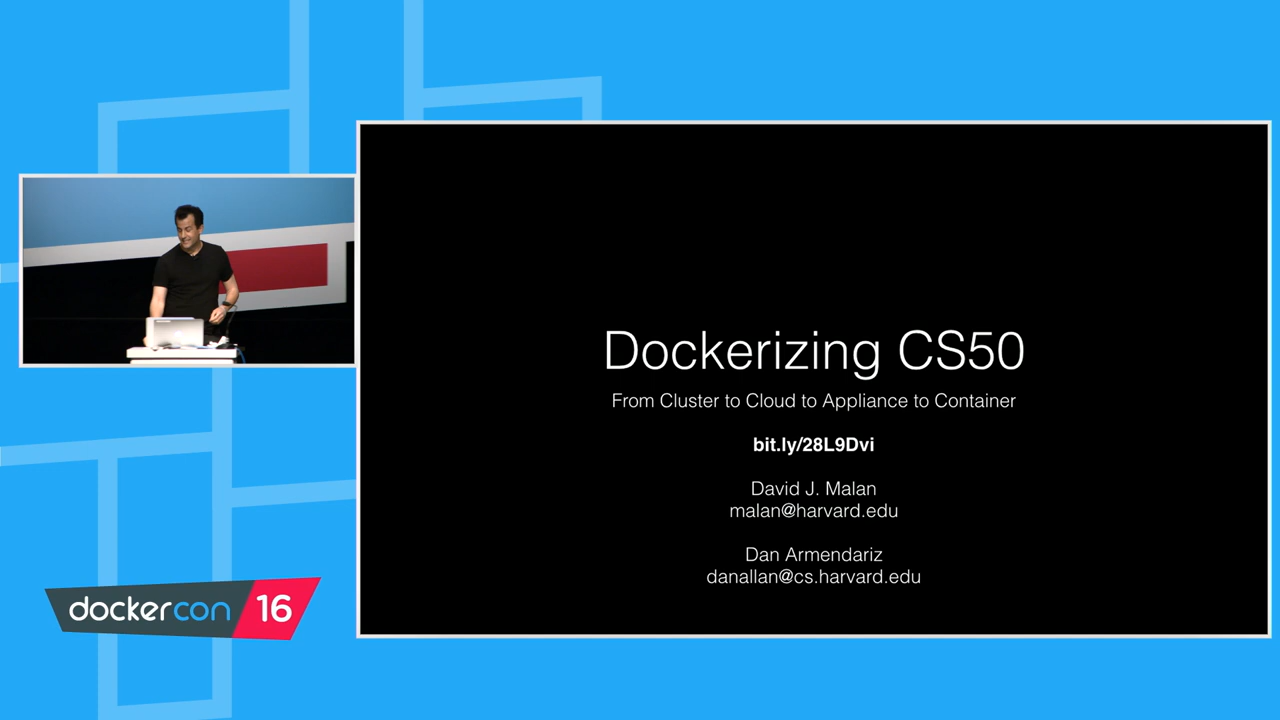 Dockerizing CS50
From Cluster to Cloud to Appliance to Container
bit.ly/28L9Dvi
David J. Malan
malan@harvard.edu
Dan Armendariz
danallan@cs.harvard.edu
dockercon 16